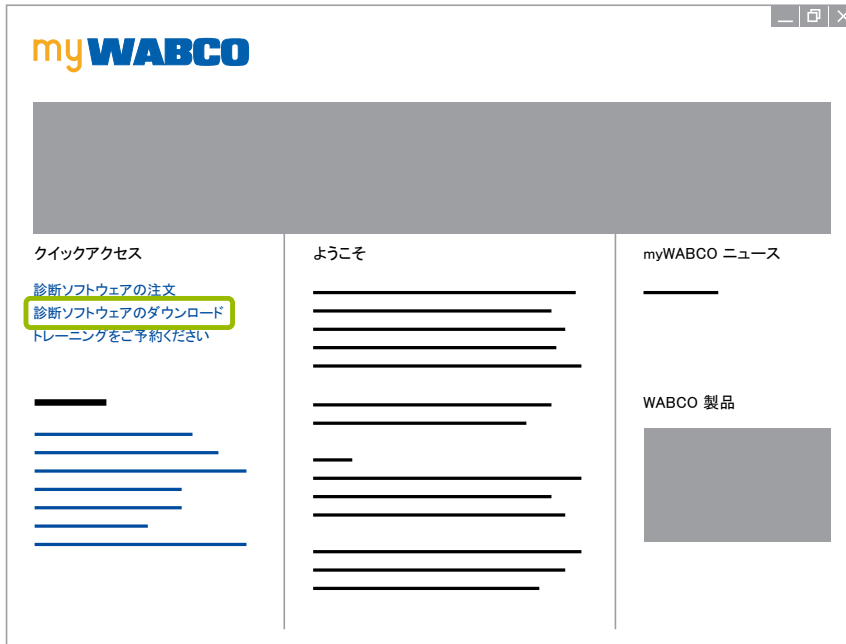 myWABCO
クイックアクセス
診断ソフトウェアの注文
診断ソフトウェアのダウンロード
トレーニングをご予約ください
ようこそ
myWABCO ニュース
WABCO 製品